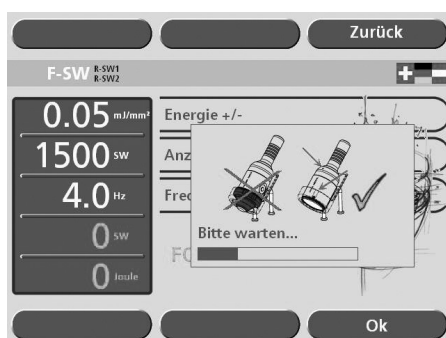 Zurück
F-SW R-SW1
R-SW2
0.05 mJ/mm²
Energie +/-
1500 SW
Anz
4.0 Hz
Fre
0 SW
0 Joule
FO
Bitte warten...
Ok